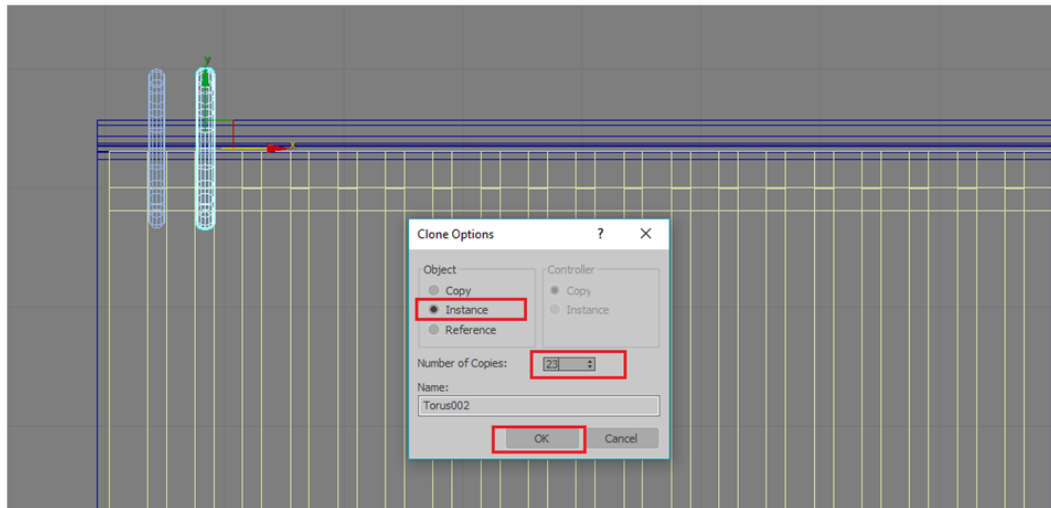 y
x
Clone Options ?
Object
Controller
Copy
Copy
Instance
Instance
Reference
Number of Copies:
23
Name:
Torus002
OK
Cancel